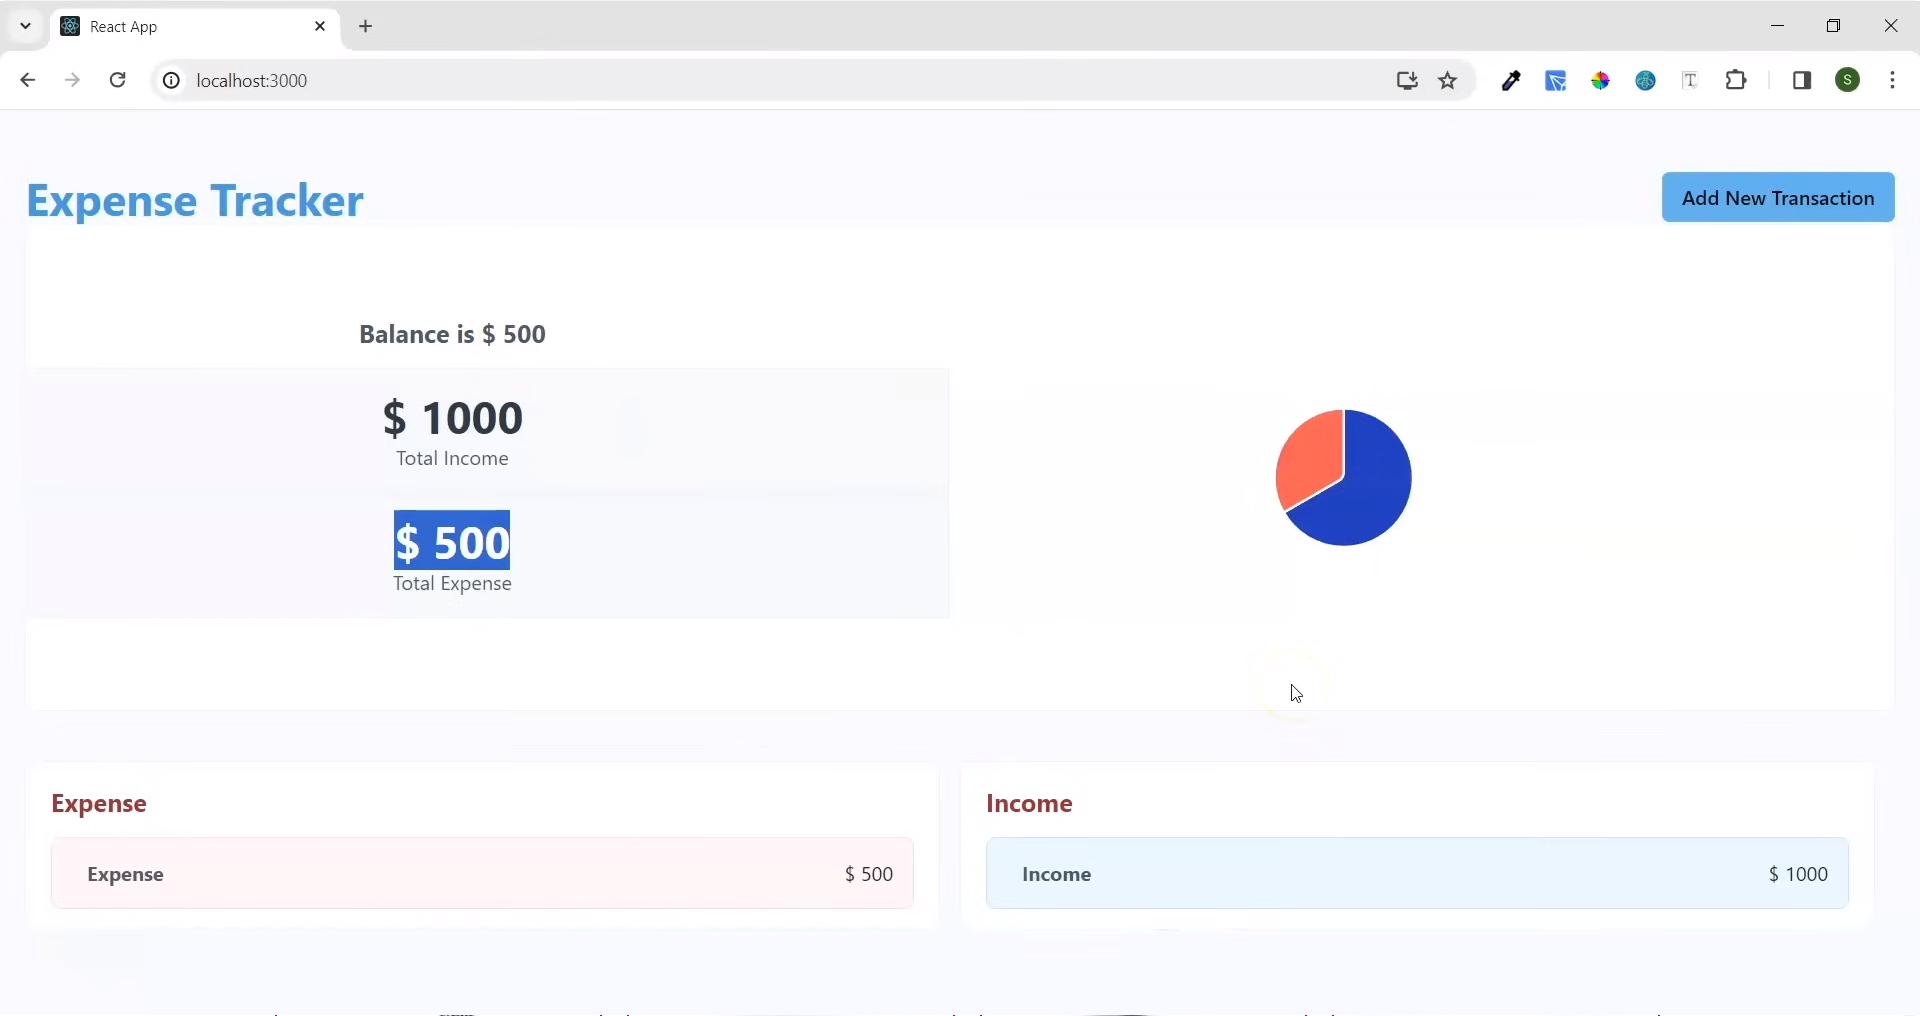 React App
localhost:3000
S
Expense Tracker
Add New Transaction
Balance is $ 500
$ 1000
Total Income
$ 500
Total Expense
Expense
Expense $ 500
Income
Income $ 1000